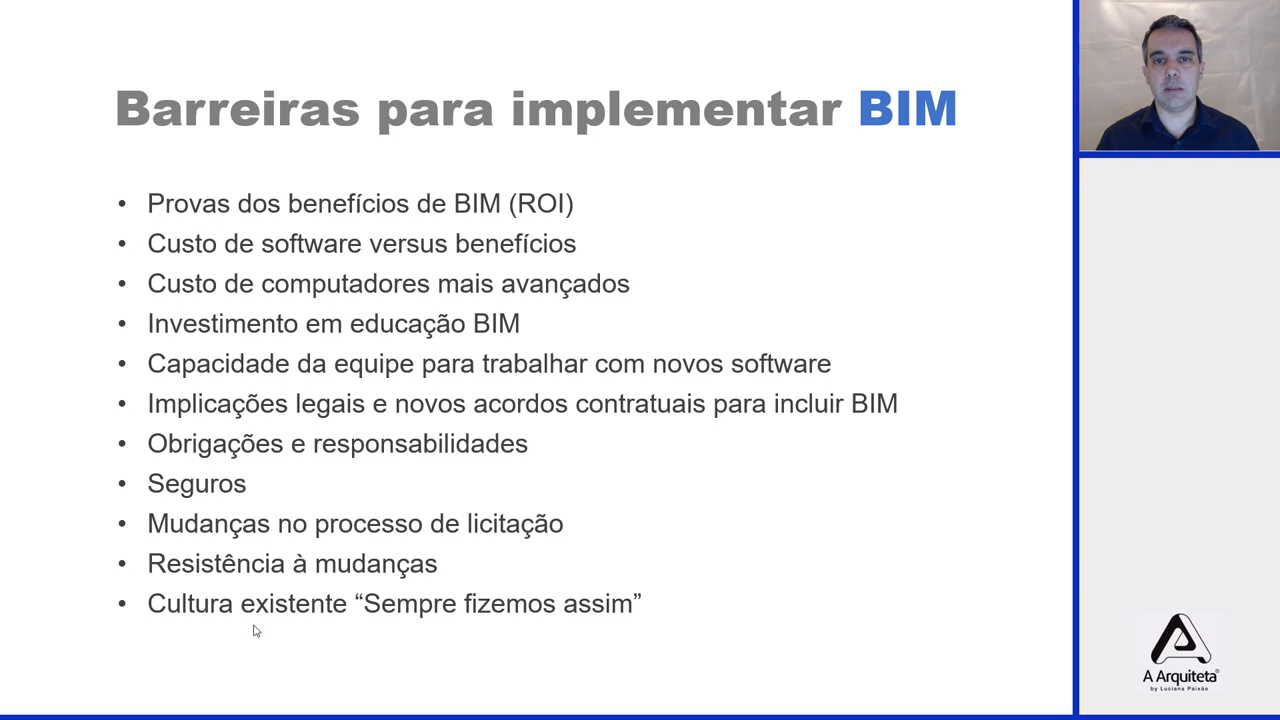 Barreiras para implementar BIM
• Provas dos benefícios de BIM (ROI)
• Custo de software versus benefícios
• Custo de computadores mais avançados
• Investimento em educação BIM
• Capacidade da equipe para trabalhar com novos software
• Implicações legais e novos acordos contratuais para incluir BIM
• Obrigações e responsabilidades
• Seguros
• Mudanças no processo de licitação
• Resistência à mudanças
• Cultura existente “Sempre fizemos assim”
A Arquiteta®
by Luciana Paixão